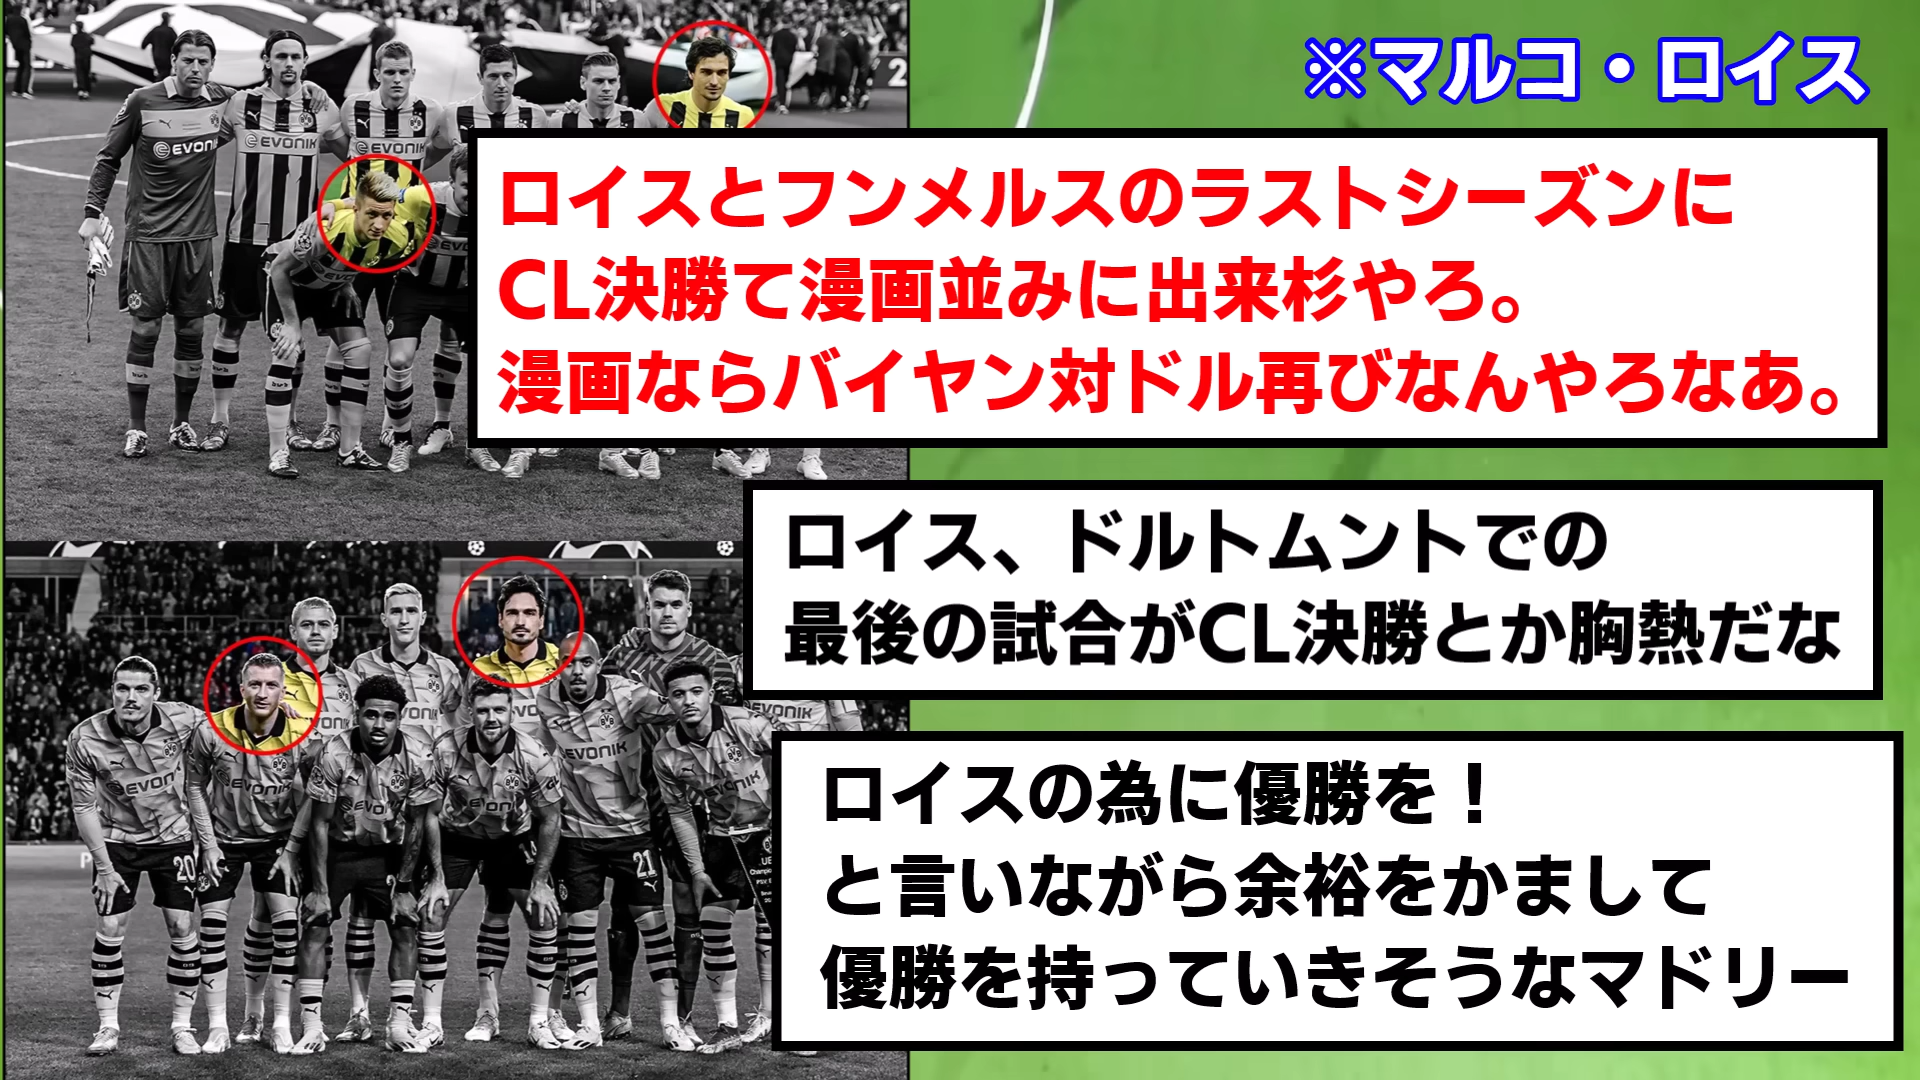 ※マルコ・ロイス
ロイスとフンメルスのラストシーズンに
CL決勝て漫画並みに出来杉やろ。
漫画ならバイヤン対ドル再びなんやろなあ。
ロイス、ドルトムントでの
最後の試合がCL決勝とか胸熱だな
ロイスの為に優勝を！
と言いながら余裕をかまして
優勝を持っていきそうなマドリー
EVONIK
EVONIK
EVONIK
EVONIK
20
21